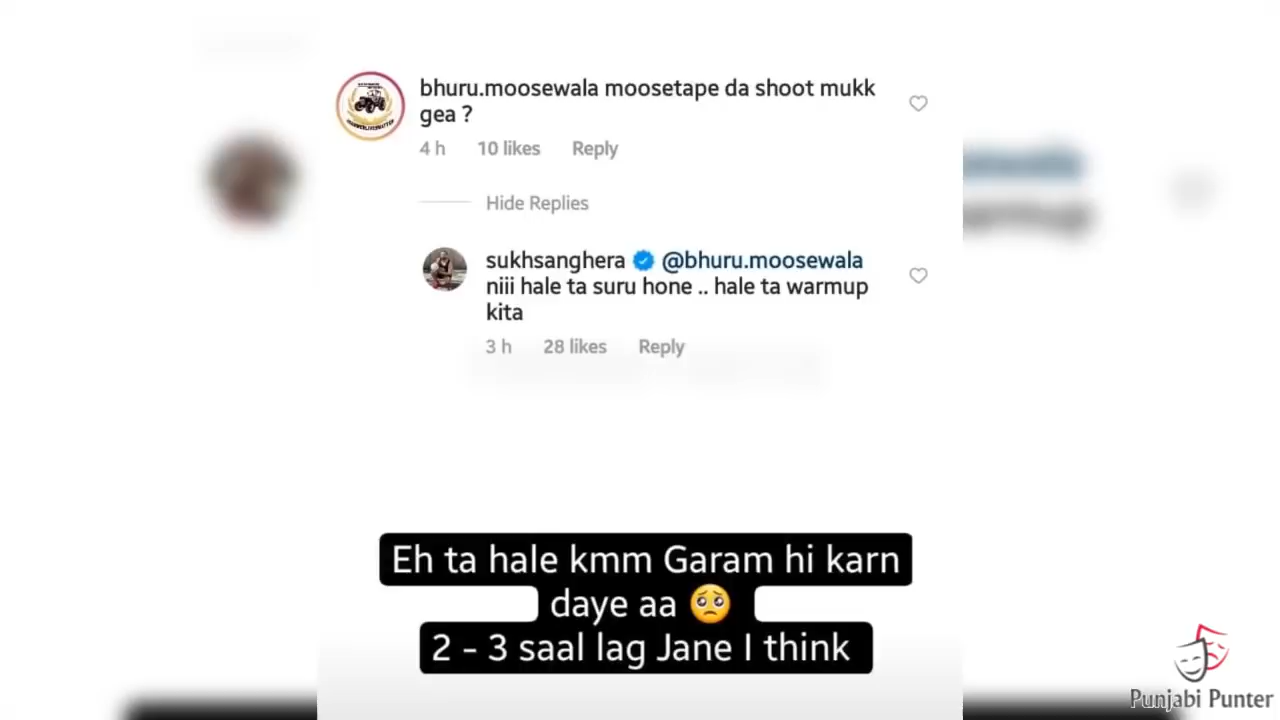 bhuru.moosewala moosetape da shoot mukk
gea ?
4 h 10 likes Reply
Hide Replies
sukhsanghera @bhuru.moosewala
niii hale ta suru hone .. hale ta warmup
kita
3 h 28 likes Reply
Eh ta hale kmm Garam hi karn
daye aa 🥺
2 - 3 saal lag Jane I think
Punjabi Punter